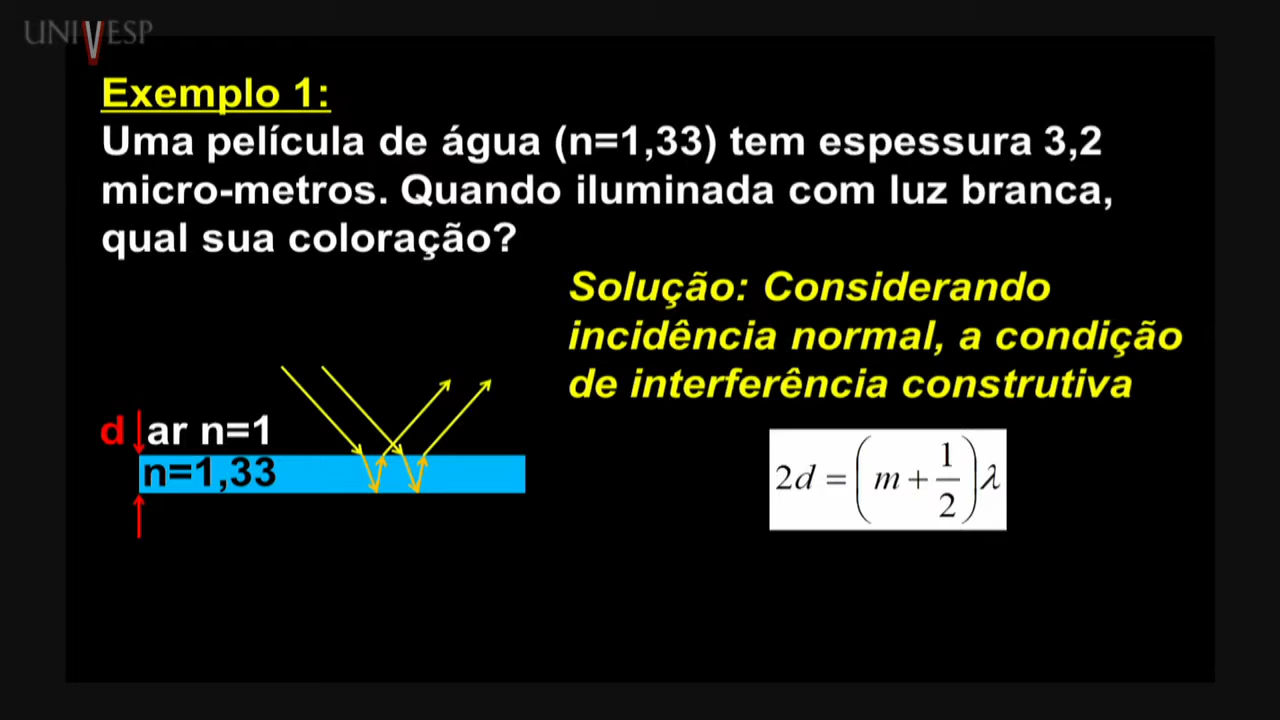 UNIVESP
Exemplo 1:
Uma película de água (n=1,33) tem espessura 3,2
micro-metros. Quando iluminada com luz branca,
qual sua coloração?
Solução: Considerando
incidência normal, a condição
de interferência construtiva
d ar n=1
n=1,33
2d = (m + 1/2) λ